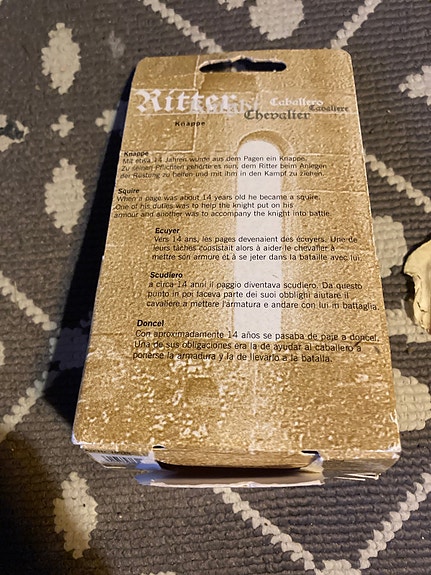 Ritter
Caballero
Cavaliere
Chevalier
Knappe
Knappe
Mit etwa 14 Jahren wurde aus dem Pagen ein Knappe.
Zu seinen Pflichten gehörte es nun, dem Ritter beim Anlegen
der Rüstung zu helfen und mit ihm in den Kampf zu ziehen.
Squire
When a page was about 14 years old he became a squire.
One of his duties was to help the knight put on his
armour and another was to accompany the knight into battle.
Ecuyer
Vers 14 ans, les pages devenaient des écuyers. Une de
leurs tâches consistait alors à aider le chevalier à
mettre son armure et à se jeter dans la bataille avec lui.
Scudiero
a circa 14 anni il paggio diventava scudiero. Da questo
punto in poi faceva parte dei suoi obblighi aiutare il
cavaliere a mettere l'armatura e andare con lui in battaglia.
Doncel
Con aproximadamente 14 años se pasaba de paje a doncel.
Una de sus obligaciones era la de ayudar al caballero a
ponerse la armadura y la de llevarlo a la batalla.